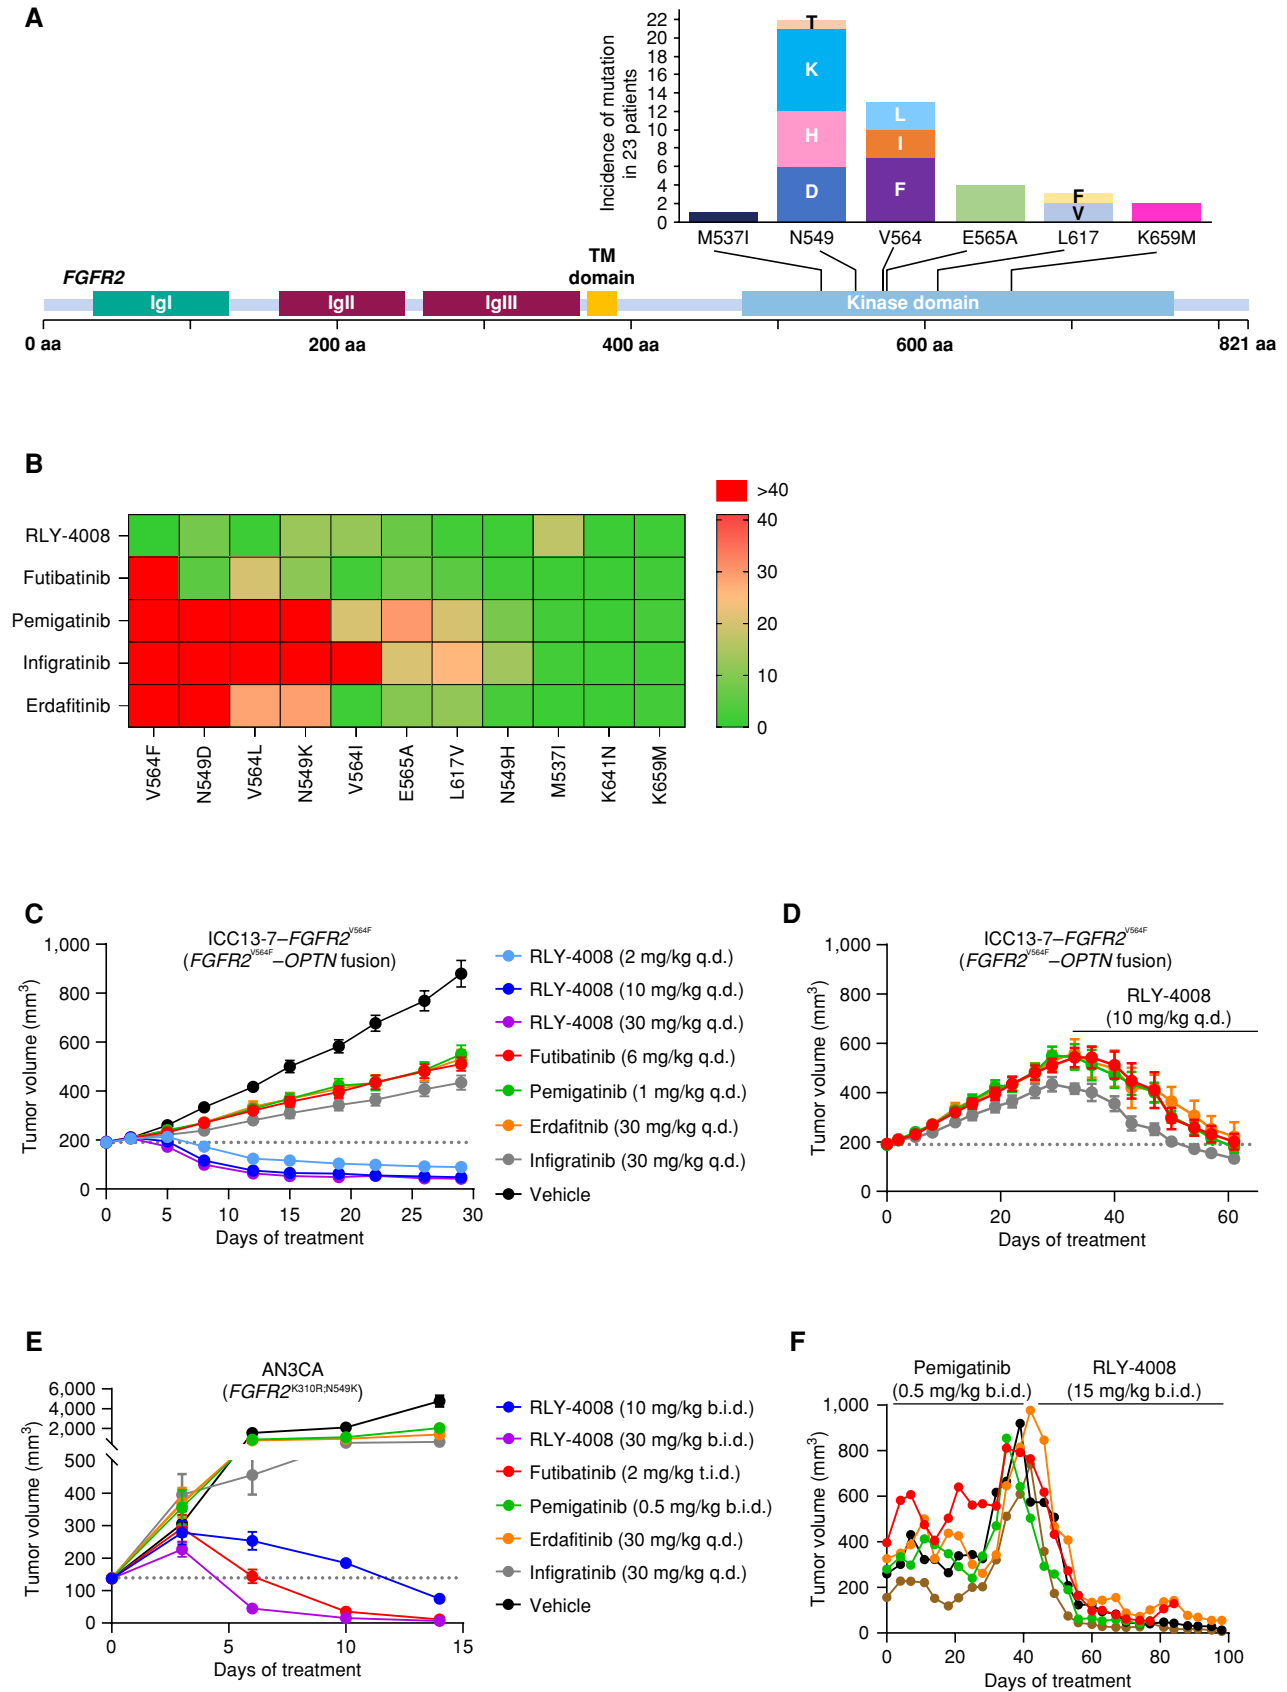 A
Incidence of mutation
in 23 patients
22
20
18
16
14
12
10
8
6
4
2
0
T
K
H
D
L
I
F
F
V
M537I N549 V564 E565A L617 K659M
FGFR2
TM
domain
IgI IgII IgIII Kinase domain
0 aa 200 aa 400 aa 600 aa 821 aa
B
RLY-4008
Futibatinib
Pemigatinib
Infigratinib
Erdafitinib
V564F N549D V564L N549K V564I E565A L617V N549H M537I K641N K659M
>40
40
30
20
10
0
C
ICC13-7–FGFR2V564F
(FGFR2V564F–OPTN fusion)
Tumor volume (mm3)
1,000
800
600
400
200
0
0 5 10 15 20 25 30
Days of treatment
RLY-4008 (2 mg/kg q.d.)
RLY-4008 (10 mg/kg q.d.)
RLY-4008 (30 mg/kg q.d.)
Futibatinib (6 mg/kg q.d.)
Pemigatinib (1 mg/kg q.d.)
Erdafitnib (30 mg/kg q.d.)
Infigratinib (30 mg/kg q.d.)
Vehicle
D
ICC13-7–FGFR2V564F
(FGFR2V564F–OPTN fusion)
RLY-4008
(10 mg/kg q.d.)
Tumor volume (mm3)
1,000
800
600
400
200
0
0 20 40 60
Days of treatment
E
AN3CA
(FGFR2K310R;N549K)
Tumor volume (mm3)
6,000
4,000
2,000
500
400
300
200
100
0
0 5 10 15
Days of treatment
RLY-4008 (10 mg/kg b.i.d.)
RLY-4008 (30 mg/kg b.i.d.)
Futibatinib (2 mg/kg t.i.d.)
Pemigatinib (0.5 mg/kg b.i.d.)
Erdafitinib (30 mg/kg q.d.)
Infigratinib (30 mg/kg q.d.)
Vehicle
F
Pemigatinib
(0.5 mg/kg b.i.d.)
RLY-4008
(15 mg/kg b.i.d.)
Tumor volume (mm3)
1,000
800
600
400
200
0
0 20 40 60 80 100
Days of treatment